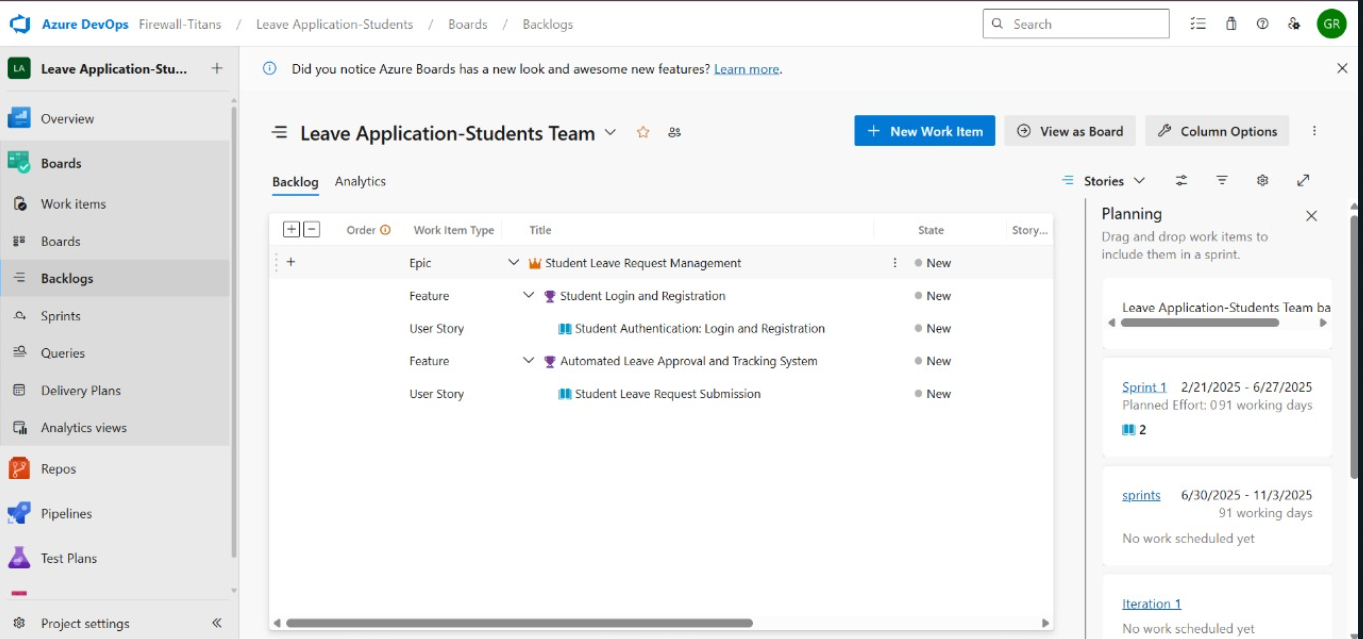 Azure DevOps Firewall-Titans / Leave Application-Students / Boards / Backlogs
Search
GR
LA Leave Application-Stu... +
Did you notice Azure Boards has a new look and awesome new features? Learn more.
Overview
Boards
Work items
Boards
Backlogs
Sprints
Queries
Delivery Plans
Analytics views
Repos
Pipelines
Test Plans
Project settings
Leave Application-Students Team
+ New Work Item
View as Board
Column Options
Backlog Analytics
Stories
Order Work Item Type Title State Story...
+ Epic Student Leave Request Management New
Feature Student Login and Registration New
User Story Student Authentication: Login and Registration New
Feature Automated Leave Approval and Tracking System New
User Story Student Leave Request Submission New
Planning
Drag and drop work items to
include them in a sprint.
Leave Application-Students Team ba
Sprint 1 2/21/2025 - 6/27/2025
Planned Effort: 0 91 working days
2
sprints 6/30/2025 - 11/3/2025
91 working days
No work scheduled yet
Iteration 1
No work scheduled yet